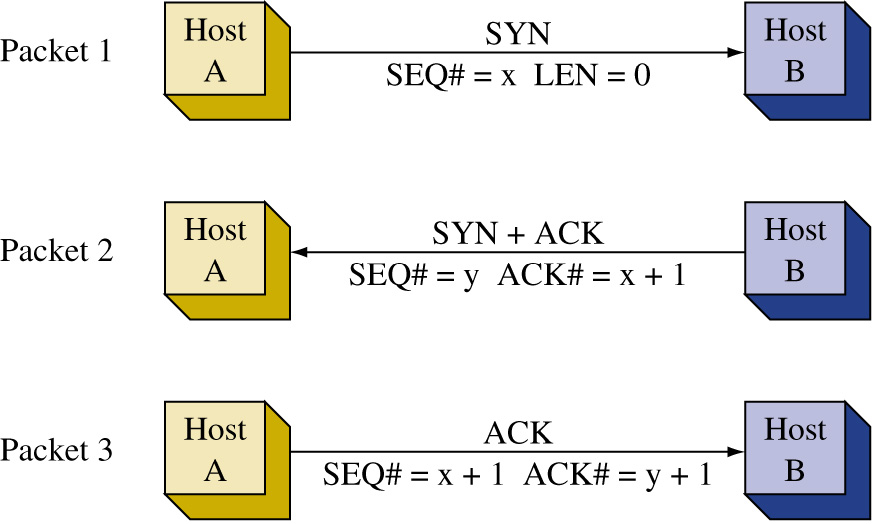 Packet 1
Host
A
SYN
SEQ# = x LEN = 0
Host
B
Packet 2
Host
A
SYN + ACK
SEQ# = y ACK# = x + 1
Host
B
Packet 3
Host
A
ACK
SEQ# = x + 1 ACK# = y + 1
Host
B